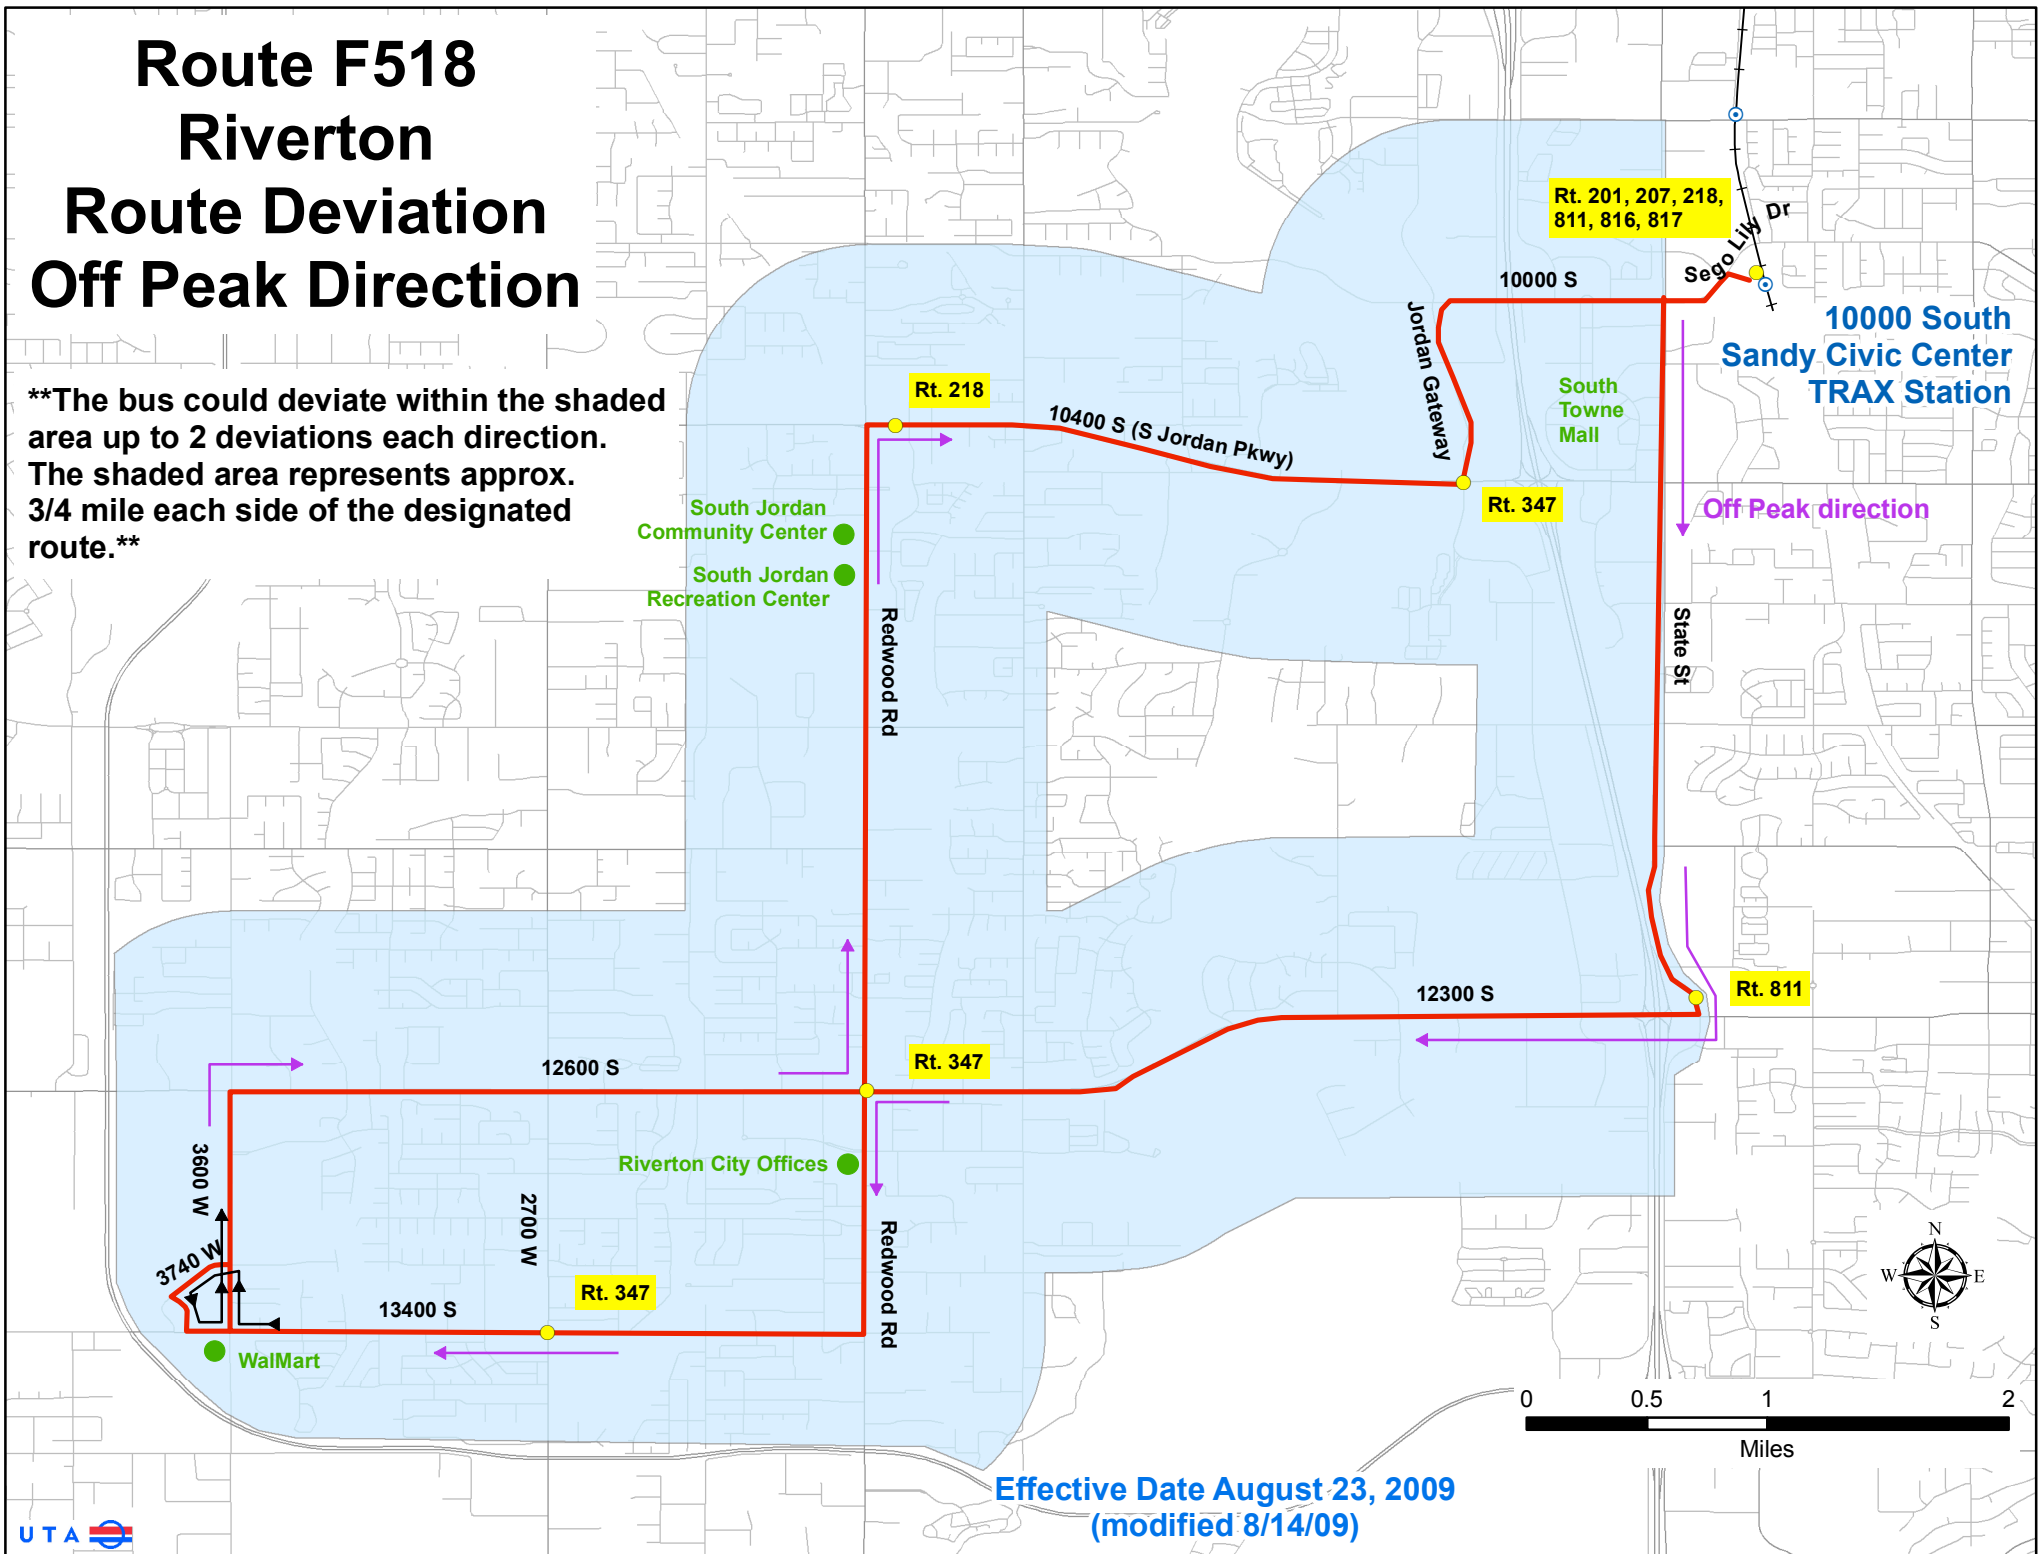 Route F518
Riverton
Route Deviation
Off Peak Direction
**The bus could deviate within the shaded
area up to 2 deviations each direction.
The shaded area represents approx.
3/4 mile each side of the designated
route.**
Rt. 201, 207, 218,
811, 816, 817
Sego Lily Dr
10000 S
10000 South
Sandy Civic Center
TRAX Station
Jordan Gateway
South
Towne
Mall
Rt. 218
10400 S (S Jordan Pkwy)
Rt. 347
Off Peak direction
South Jordan
Community Center
South Jordan
Recreation Center
Redwood Rd
State St
Rt. 811
12300 S
Rt. 347
12600 S
3600 W
Riverton City Offices
2700 W
Redwood Rd
3740 W
Rt. 347
13400 S
WalMart
N
W
E
S
0 0.5 1 2
Miles
Effective Date August 23, 2009
(modified 8/14/09)
UTA